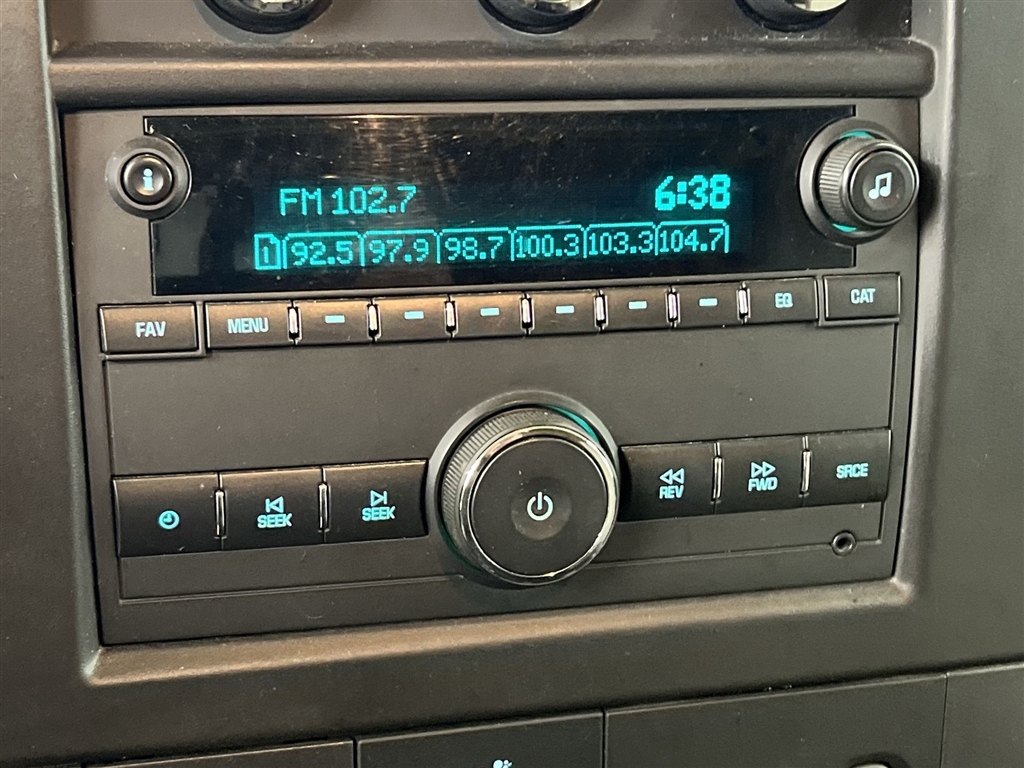 FM 102.7 6:38
1 92.5 97.9 98.7 100.3 103.3 104.7
FAV MENU EQ CAT
SEEK SEEK REV FWD SRCE